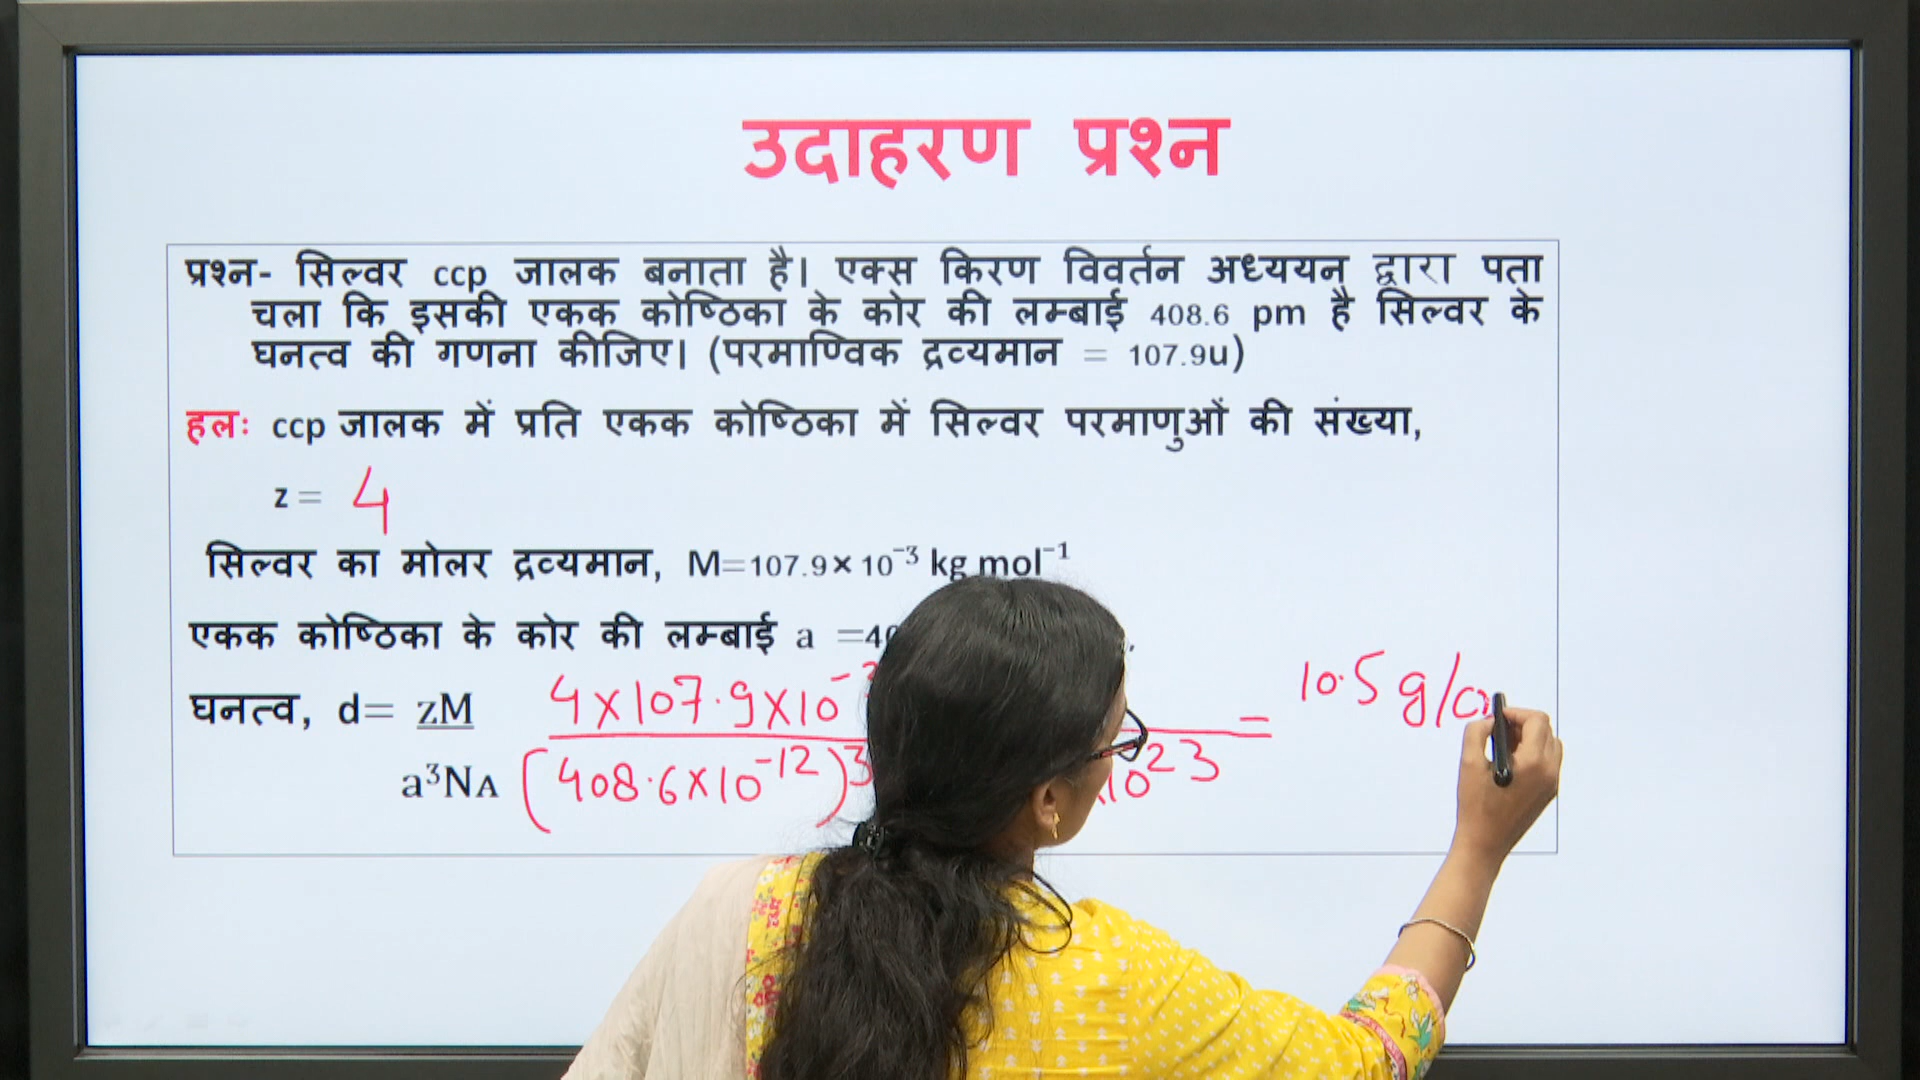 उदाहरण प्रश्न
प्रश्न- सिल्वर ccp जालक बनाता है। एक्स किरण विवर्तन अध्ययन द्वारा पता
चला कि इसकी एकक कोष्ठिका के कोर की लम्बाई 408.6 pm है सिल्वर के
घनत्व की गणना कीजिए। (परमाण्विक द्रव्यमान = 107.9u)
हलः ccp जालक में प्रति एकक कोष्ठिका में सिल्वर परमाणुओं की संख्या,
z = 4
सिल्वर का मोलर द्रव्यमान, M=107.9×10⁻³ kg mol⁻¹
एकक कोष्ठिका के कोर की लम्बाई a =
घनत्व, d= zM 4×107.9×10 = 10.5 g/
a³NA (408.6×10⁻¹²)³ 10²³